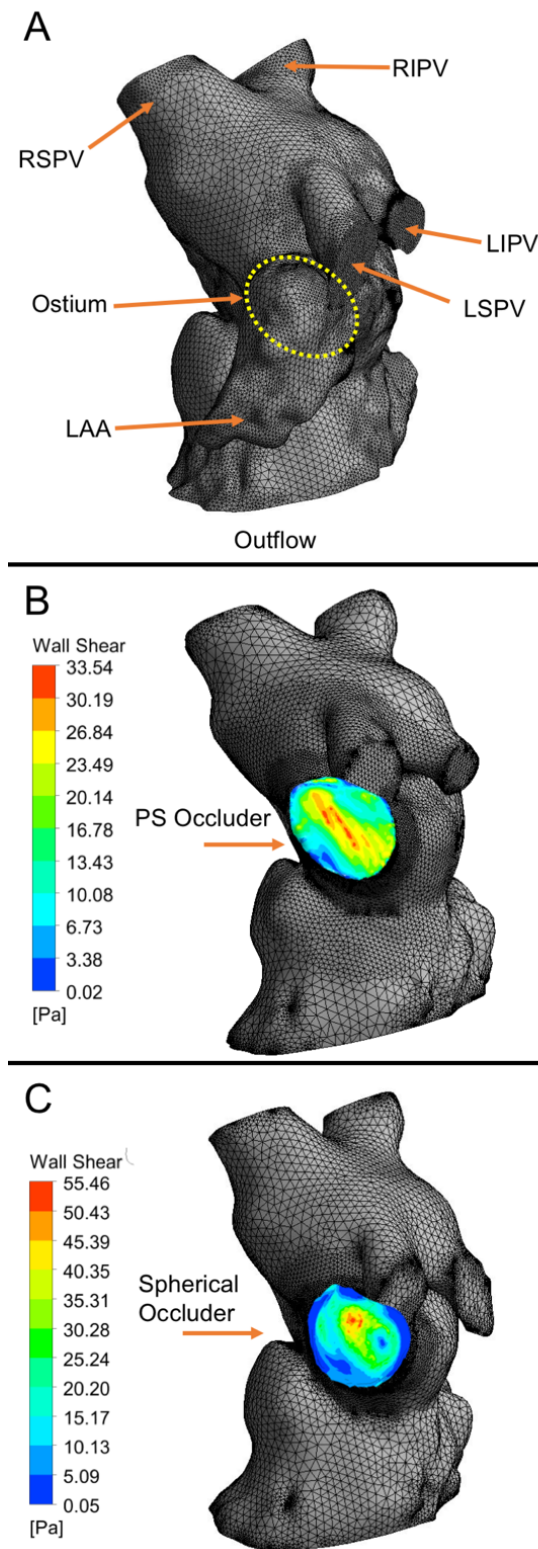 A
RIPV
RSPV
LIPV
Ostium
LSPV
LAA
Outflow
B
Wall Shear
33.54
30.19
26.84
23.49
20.14
16.78
13.43
10.08
6.73
3.38
0.02
[Pa]
PS Occluder
C
Wall Shear
55.46
50.43
45.39
40.35
35.31
30.28
25.24
20.20
15.17
10.13
5.09
0.05
[Pa]
Spherical
Occluder